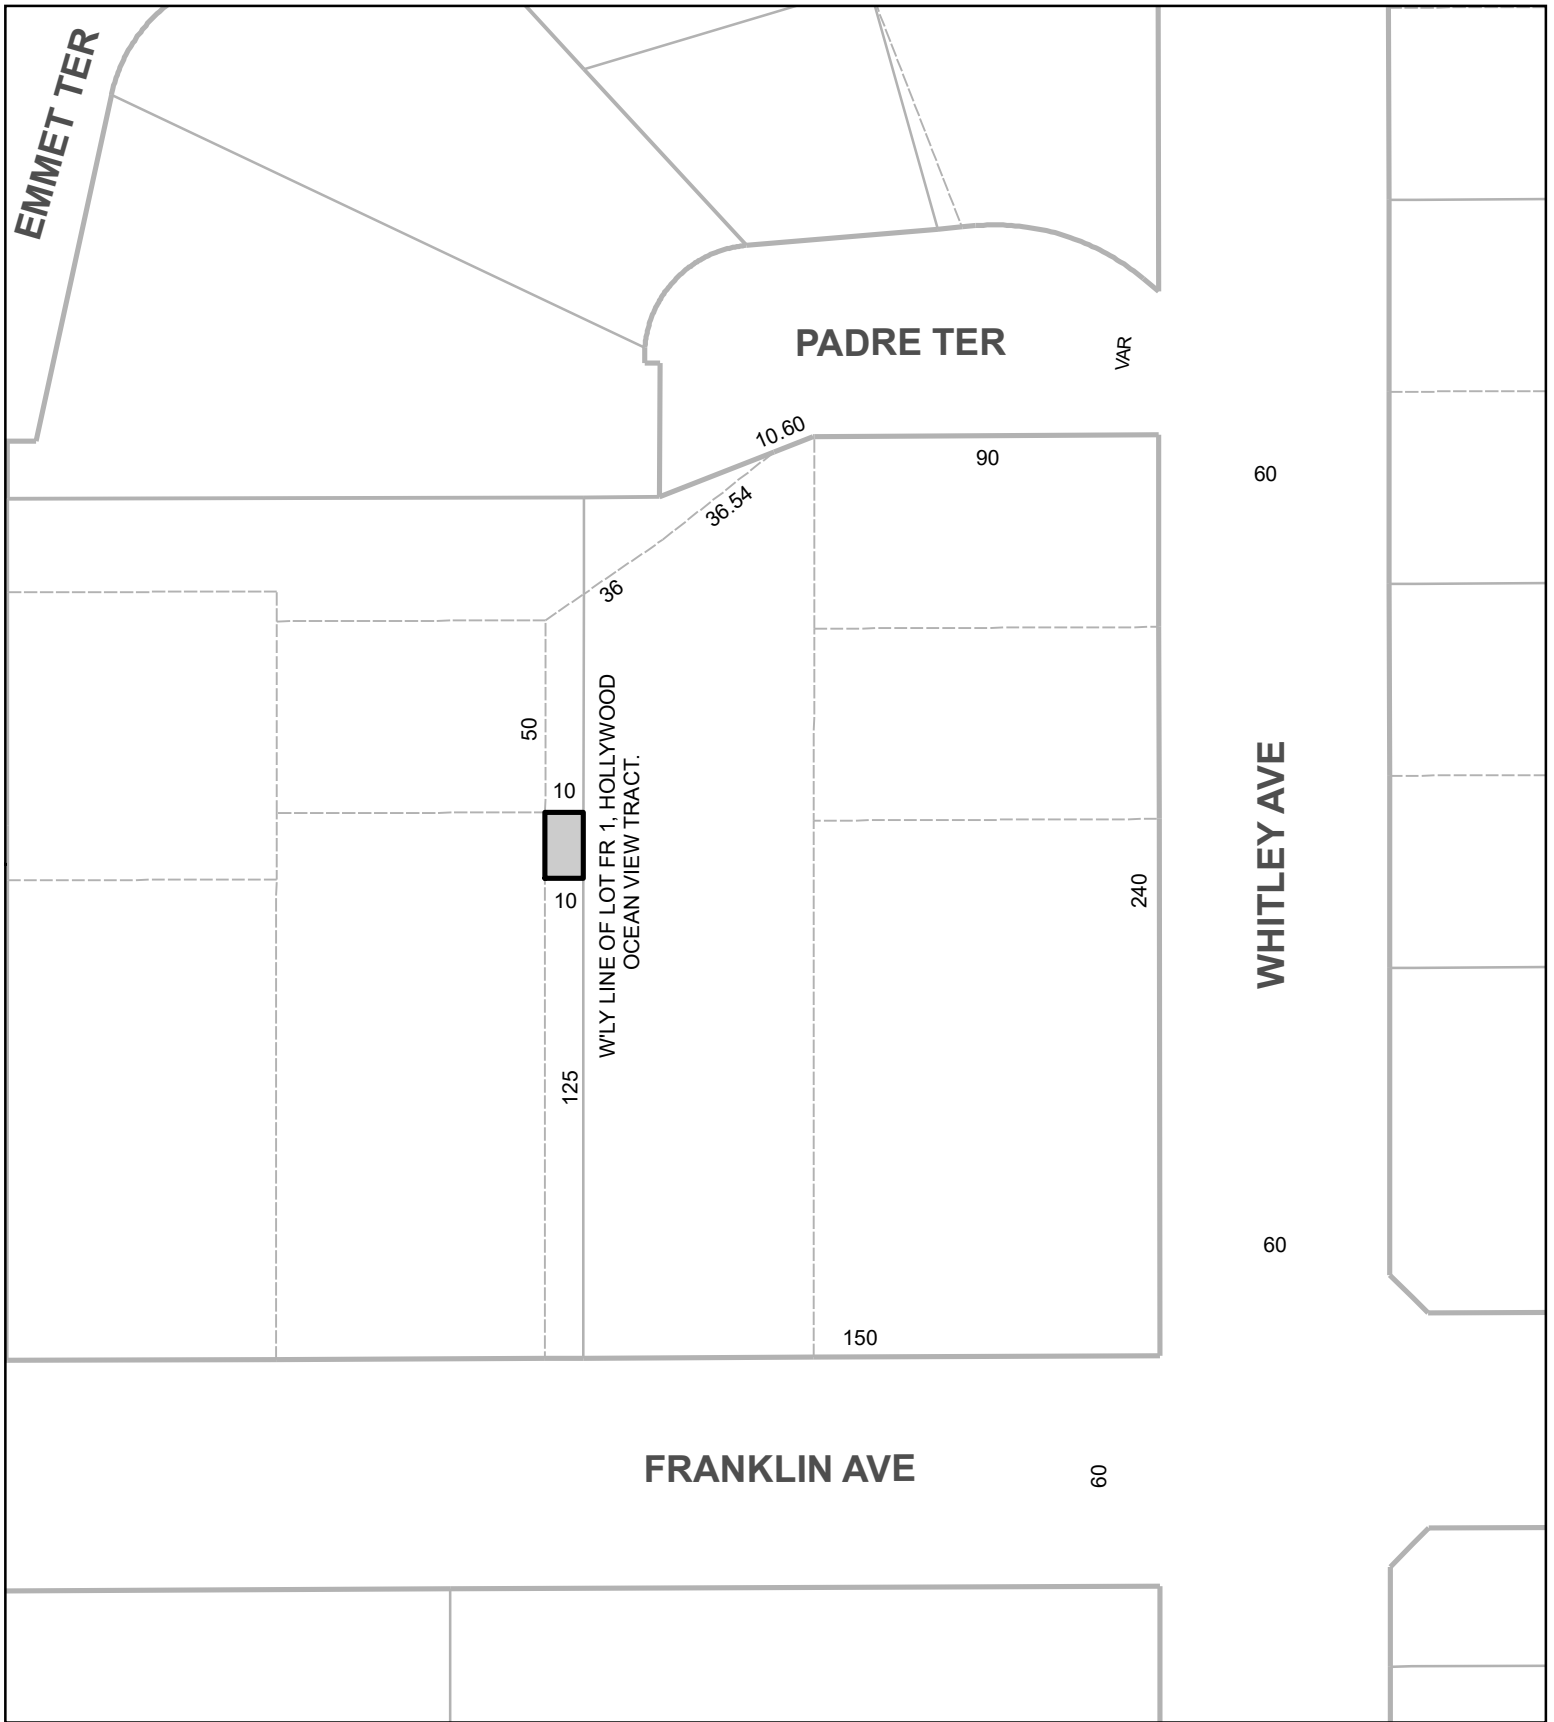 EMMET TER
PADRE TER
VAR
10.60
90
60
36.54
36
50
10
W'LY LINE OF LOT FR 1, HOLLYWOOD
OCEAN VIEW TRACT.
10
240
WHITLEY AVE
125
60
150
FRANKLIN AVE
60